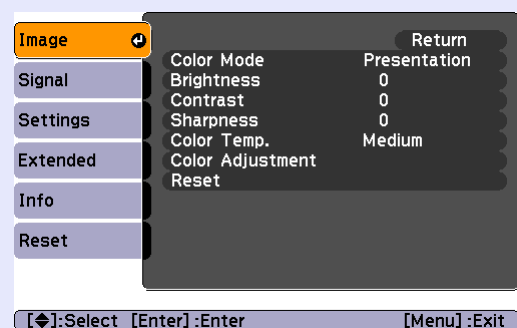 Image
Signal
Settings
Extended
Info
Reset
Return
Color Mode Presentation
Brightness 0
Contrast 0
Sharpness 0
Color Temp. Medium
Color Adjustment
Reset
[◆]:Select [Enter] :Enter [Menu] :Exit